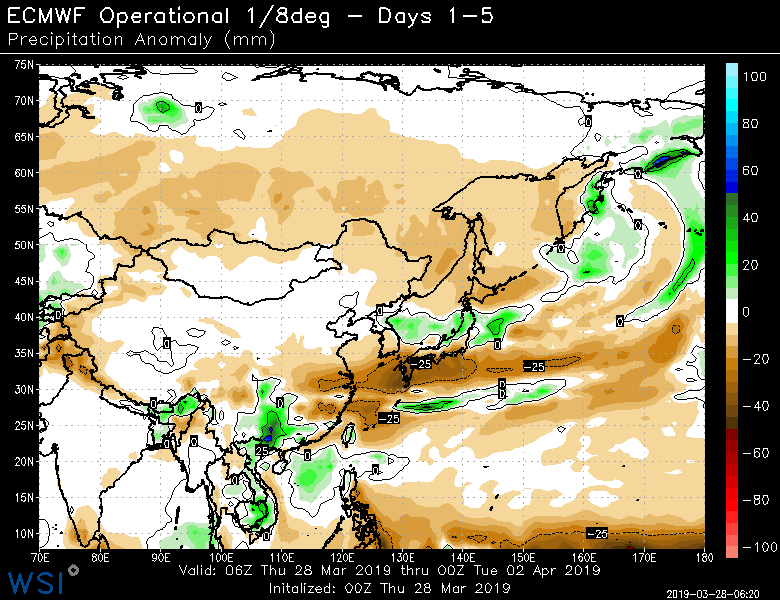 ECMWF Operational 1/8deg − Days 1−5
Precipitation Anomaly (mm)
75N
70N
65N
60N
55N
50N
45N
40N
35N
30N
25N
20N
15N
10N
70E 80E 90E 100E 110E 120E 130E 140E 150E 160E 170E 180
100
80
60
40
20
0
−20
−40
−60
−80
−100
0
0
0
0
0
0
0
0
0
−25
−25
0
0
0
−25
0
0
25
0
0
0
0
−25
Valid: 06Z Thu 28 Mar 2019 thru 00Z Tue 02 Apr 2019
Initalized: 00Z Thu 28 Mar 2019
WSI
2019−03−28−06:20